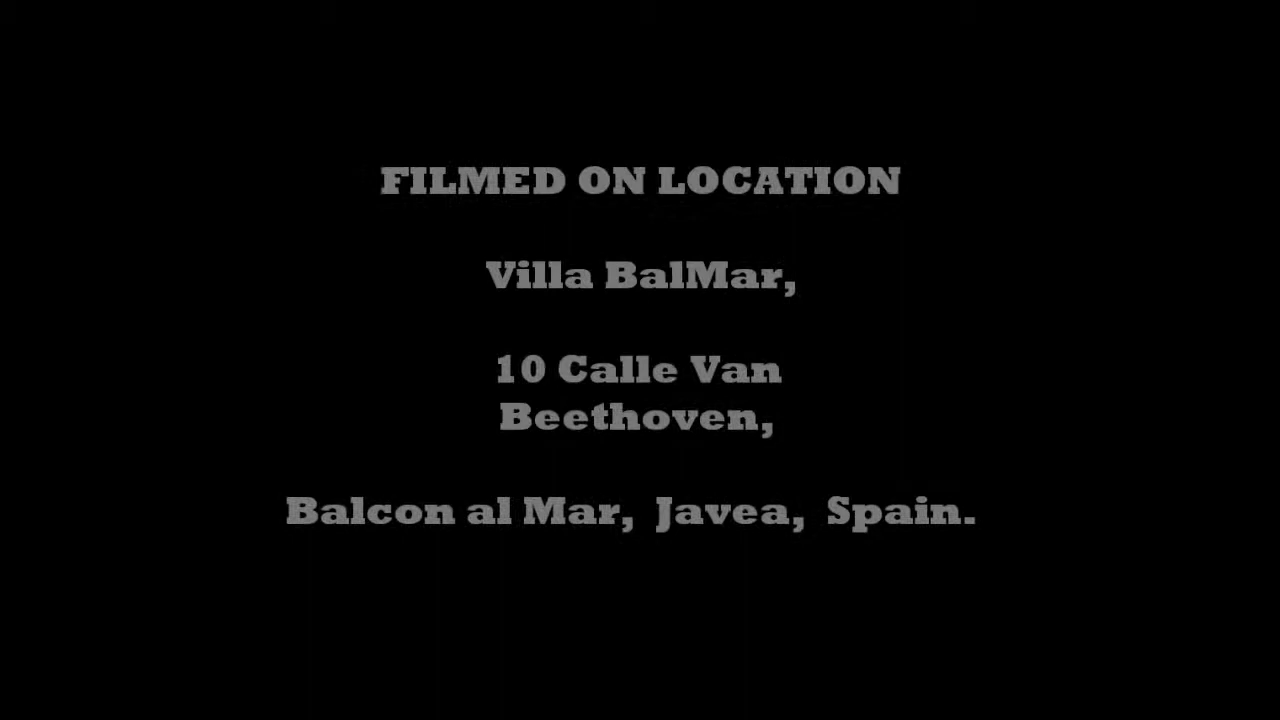 FILMED ON LOCATION
Villa BalMar,
10 Calle Van
Beethoven,
Balcon al Mar, Javea, Spain.